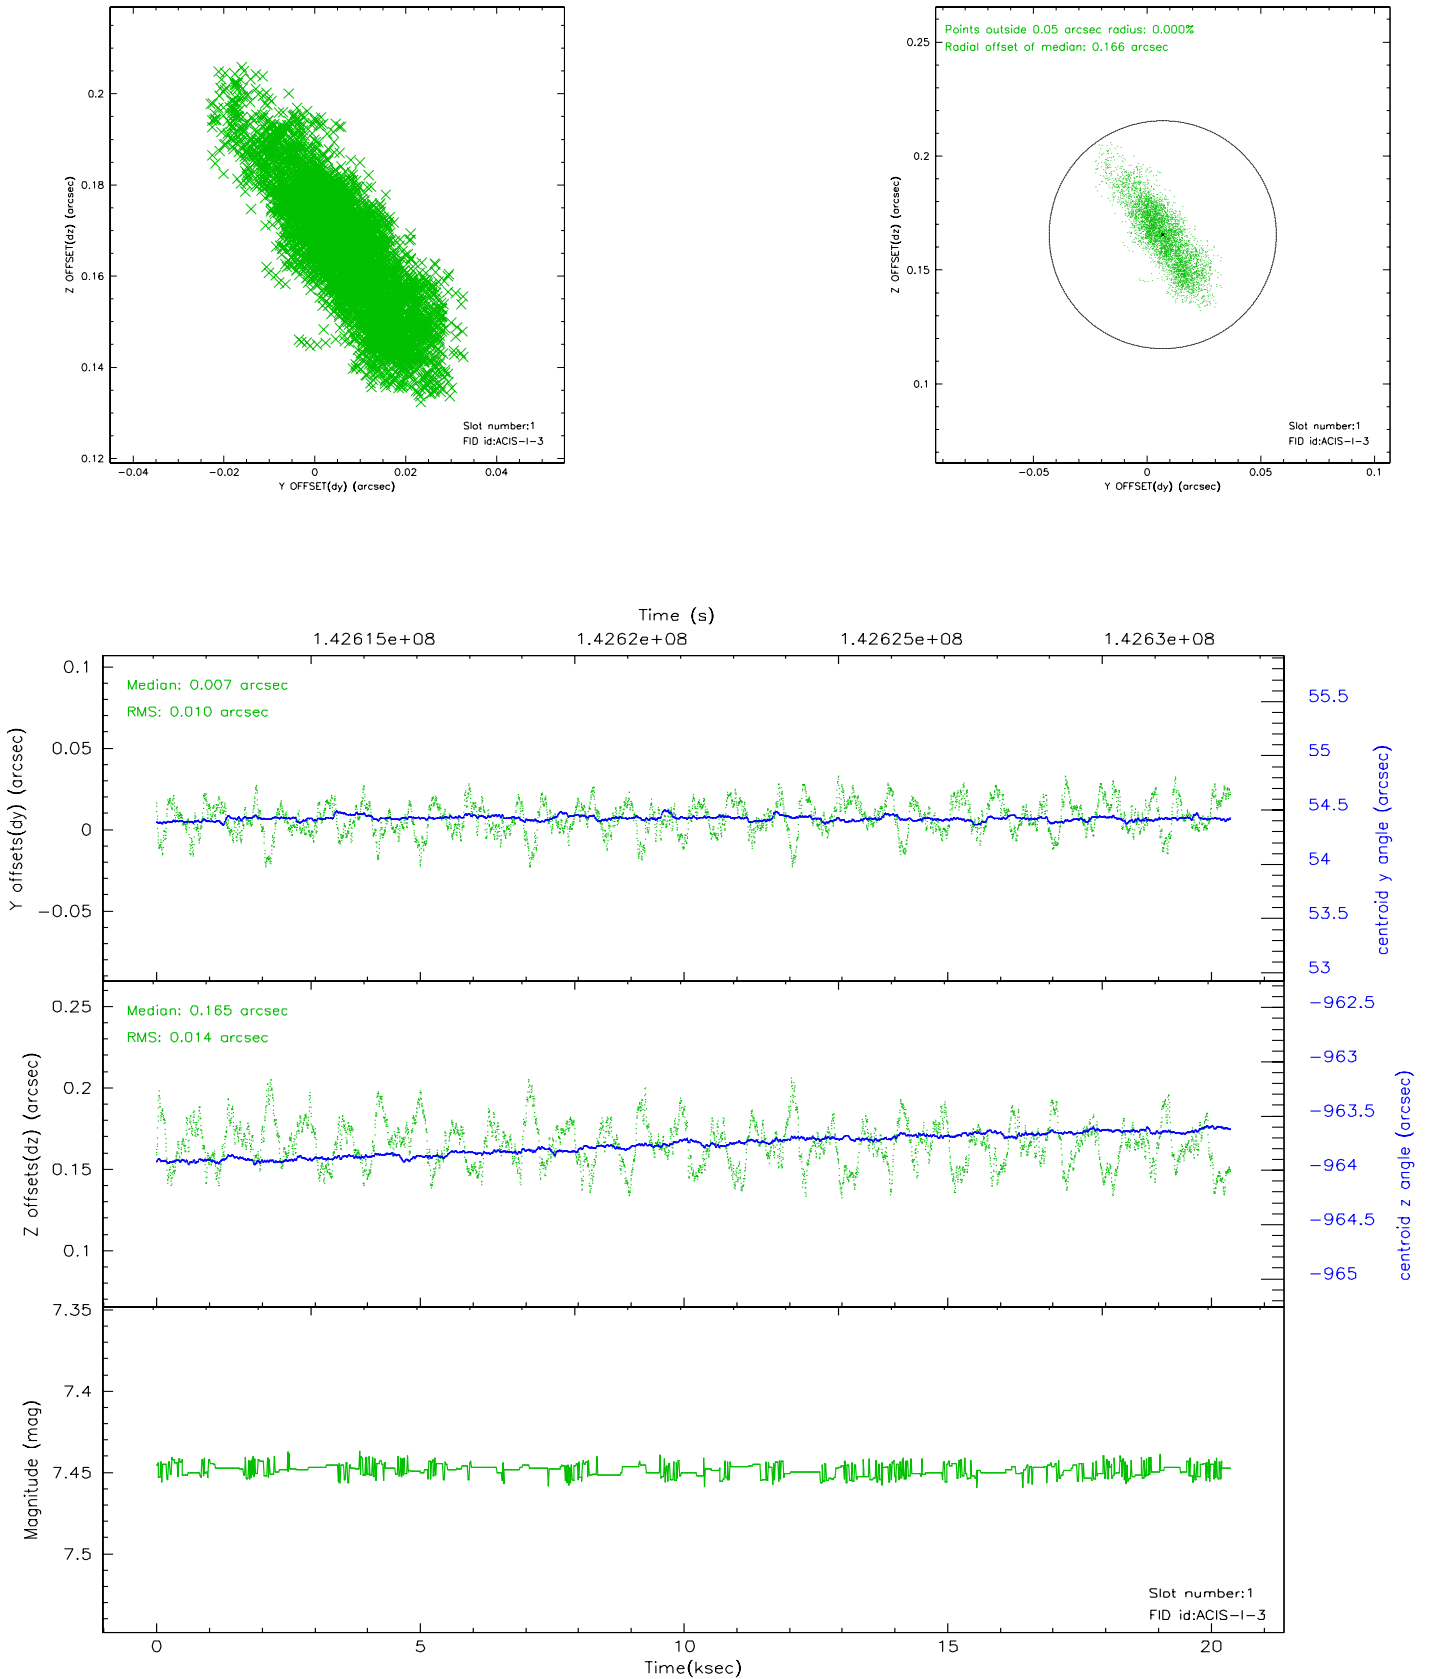 0.2
0.18
0.16
0.14
0.12
Z OFFSET(dz) (arcsec)
-0.04
-0.02
0
0.02
0.04
Y OFFSET(dy) (arcsec)
Slot number:1
FID id:ACIS-I-3
Points outside 0.05 arcsec radius: 0.000%
Radial offset of median: 0.166 arcsec
0.25
0.2
0.15
0.1
Z OFFSET(dz) (arcsec)
-0.05
0
0.05
0.1
Y OFFSET(dy) (arcsec)
Slot number:1
FID id:ACIS-I-3
Time (s)
1.42615e+08
1.4262e+08
1.42625e+08
1.4263e+08
Median: 0.007 arcsec
RMS: 0.010 arcsec
0.1
0.05
0
-0.05
Y offsets(dy) (arcsec)
55.5
55
54.5
54
53.5
53
centroid y angle (arcsec)
Median: 0.165 arcsec
RMS: 0.014 arcsec
0.25
0.2
0.15
0.1
Z offsets(dz) (arcsec)
-962.5
-963
-963.5
-964
-964.5
-965
centroid z angle (arcsec)
7.35
7.4
7.45
7.5
Magnitude (mag)
Slot number:1
FID id:ACIS-I-3
0
5
10
15
20
Time(ksec)